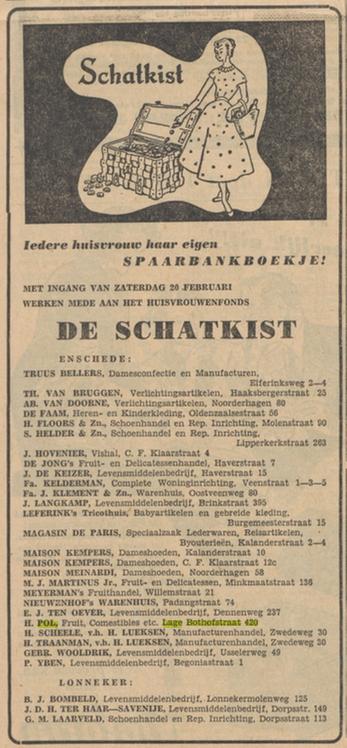 Schatkist
Iedere huisvrouw haar eigen
SPAARBANKBOEKJE!
MET INGANG VAN ZATERDAG 20 FEBRUARI
WERKEN MEDE AAN HET HUISVROUWENFONDS
DE SCHATKIST
ENSCHEDE:
TRUUS BELLERS, Damesconfectie en Manufacturen,
Elferinksweg 2—4
TH. VAN BRUGGEN, Verlichtingsartikelen, Haaksbergerstraat 25
AB. VAN DOORNE, Verlichtingsartikelen, Noorderhagen 80
DE FAAM, Heren- en Kinderkleding, Oldenzaalsestraat 56
H. FLOORS & Zn., Schoenhandel en Rep. Inrichting, Molenstraat 90
S. HELDER & Zn., Schoenhandel en Rep. Inrichting,
Lipperkerkstraat 263
J. HOVENIER, Vishal, C. F. Klaarstraat 4
DE JONG's Fruit- en Delicatessenhandel, Haverstraat 7
J. DE KEIZER, Levensmiddelenbedrijf, Haverstraat 15
Fa. KELDERMAN, Complete Woninginrichting, Veenstraat 1—3—5
Fa. J. KLEMENT & Zn., Warenhuis, Oostveenweg 80
J. LANGKAMP, Levensmiddelenbedrijf, Brinkstraat 395
LEFERINK's Tricothuis, Babyartikelen en gebreide kleding,
Burgemeesterstraat 15
MAGASIN DE PARIS, Speciaalzaak Lederwaren, Reisartikelen,
Byouterieën, Kalanderstraat 2—4
MAISON KEMPERS, Dameshoeden, Kalanderstraat 10
MAISON KEMPERS, Dameshoeden, C. F. Klaarstraat 12c
MAISON MEINARDI, Dameshoeden, Noorderhagen 58
M. J. MARTINUS Jr., Fruit- en Delicatessen, Minkmaatstraat 136
MEYERMAN's Fruithandel, Willemstraat 21
NIEUWENHOF's WARENHUIS, Padangstraat 74
E. J. TEN OEVER, Levensmiddelenbedrijf, Dennenweg 237
H. POL, Fruit, Comestibles etc. Lage Bothofstraat 420
H. SCHEELE, v.h. H. LUEKSEN, Manufacturenhandel, Zwedeweg 30
H. TRAANMAN, v.h. H. LUEKSEN, Manufacturenhandel, Zwedeweg 30
GEBR. WOOLDRIK, Levensmiddelenbedrijf, Usselerweg 49
P. YBEN, Levensmiddelenbedrijf, Begoniastraat 1
LONNEKER:
B. J. BOMBELD, Levensmiddelenbedrijf, Lonnekermolenweg 125
J. D. H. TER HAAR—SAVENIJE, Levensmiddelenbedrijf, Dorpsstr. 149
G. M. LAARVELD, Schoenhandel en Rep. Inrichting, Dorpsstraat 113